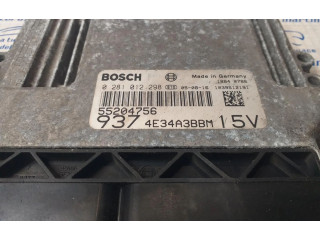 BOSCH
Made in Germany
0 281 012 298
55204756
937 4E34A3BBM 15V